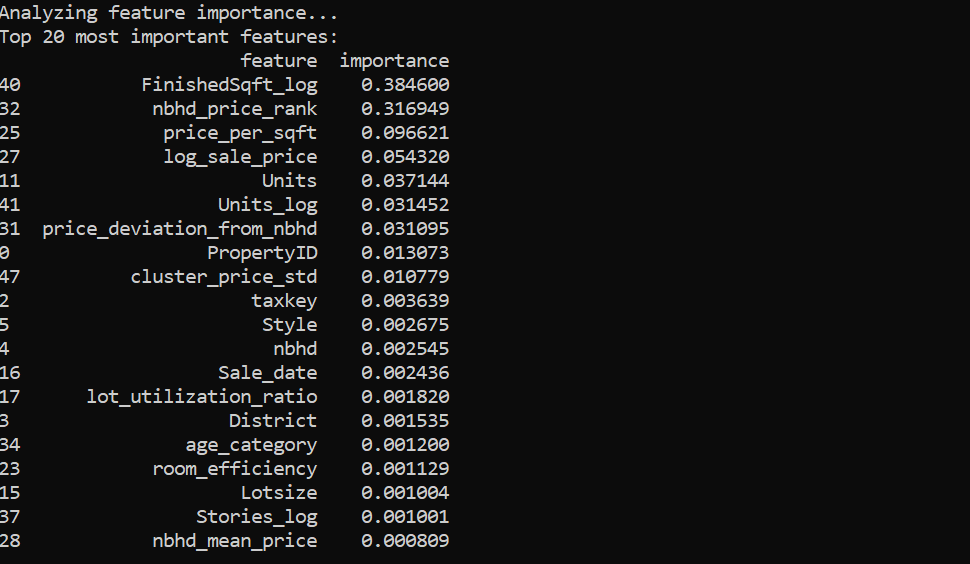 Analyzing feature importance...
Top 20 most important features:
feature importance
40 FinishedSqft_log 0.384600
32 nbhd_price_rank 0.316949
25 price_per_sqft 0.096621
27 log_sale_price 0.054320
11 Units 0.037144
41 Units_log 0.031452
31 price_deviation_from_nbhd 0.031095
0 PropertyID 0.013073
47 cluster_price_std 0.010779
2 taxkey 0.003639
5 Style 0.002675
4 nbhd 0.002545
16 Sale_date 0.002436
17 lot_utilization_ratio 0.001820
3 District 0.001535
34 age_category 0.001200
23 room_efficiency 0.001129
15 Lotsize 0.001004
37 Stories_log 0.001001
28 nbhd_mean_price 0.000809